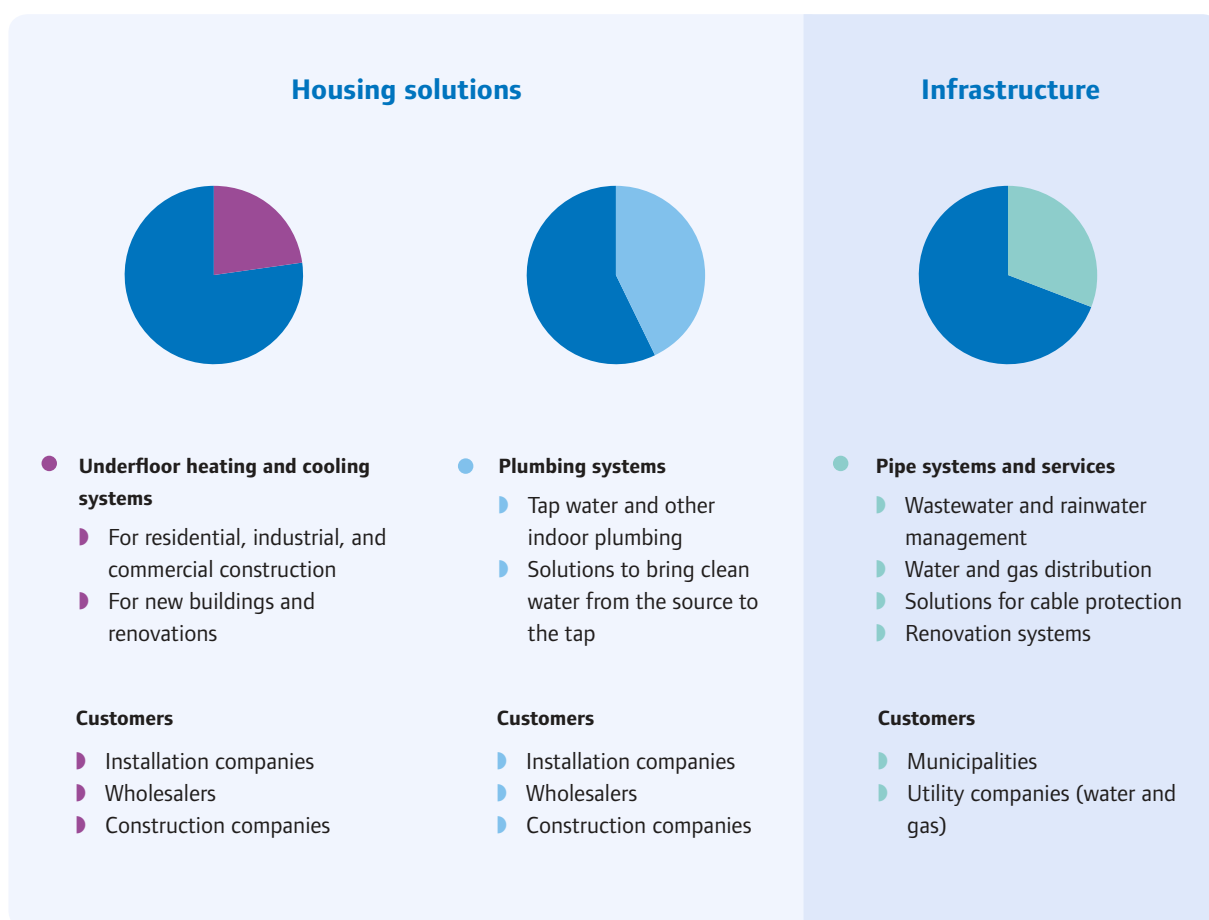 Housing solutions
Infrastructure
Underfloor heating and cooling
systems
For residential, industrial, and
commercial construction
For new buildings and
renovations
Customers
Installation companies
Wholesalers
Construction companies
Plumbing systems
Tap water and other
indoor plumbing
Solutions to bring clean
water from the source to
the tap
Customers
Installation companies
Wholesalers
Construction companies
Pipe systems and services
Wastewater and rainwater
management
Water and gas distribution
Solutions for cable protection
Renovation systems
Customers
Municipalities
Utility companies (water and
gas)